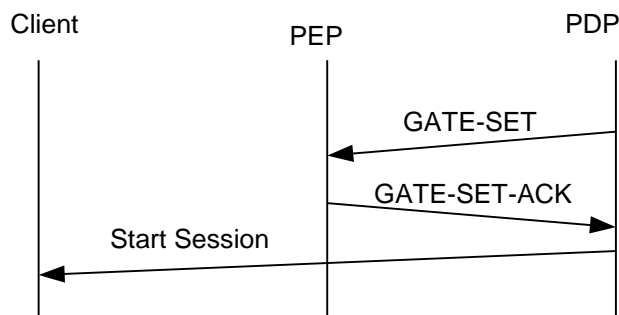 Client
PEP
PDP
GATE-SET
GATE-SET-ACK
Start Session